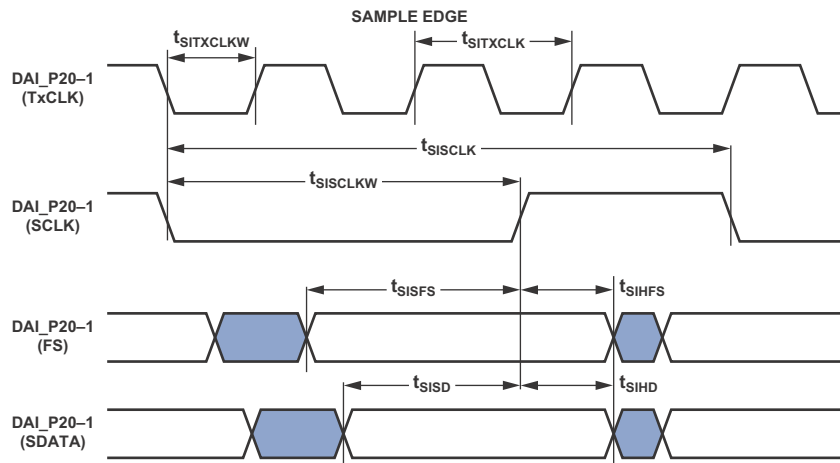 SAMPLE EDGE
tSITXCLKW
tSITXCLK
DAI_P20–1
(TxCLK)
tSISCLK
tSISCLKW
DAI_P20–1
(SCLK)
tSISFS
tSIHFS
DAI_P20–1
(FS)
tSISD
tSIHD
DAI_P20–1
(SDATA)